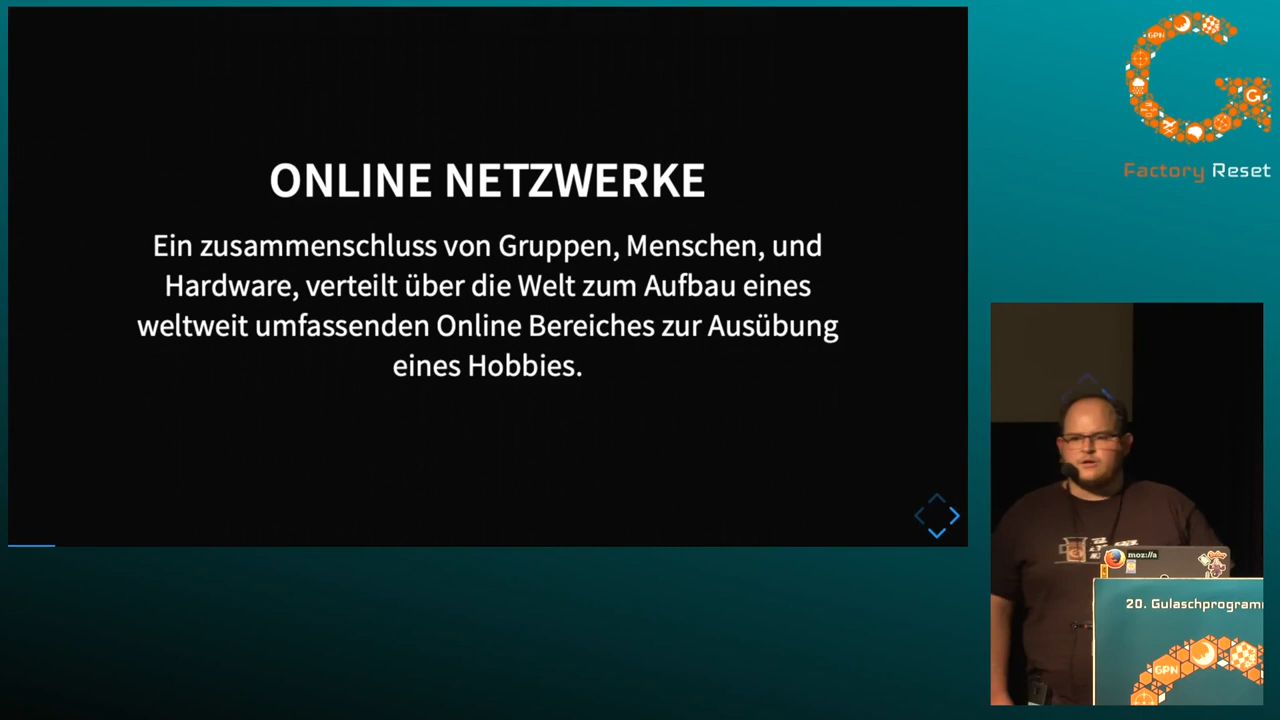 ONLINE NETZWERKE
Ein zusammenschluss von Gruppen, Menschen, und
Hardware, verteilt über die Welt zum Aufbau eines
weltweit umfassenden Online Bereiches zur Ausübung
eines Hobbies.
GPN
Factory Reset
moz://a
20. Gulaschprogramm
GPN